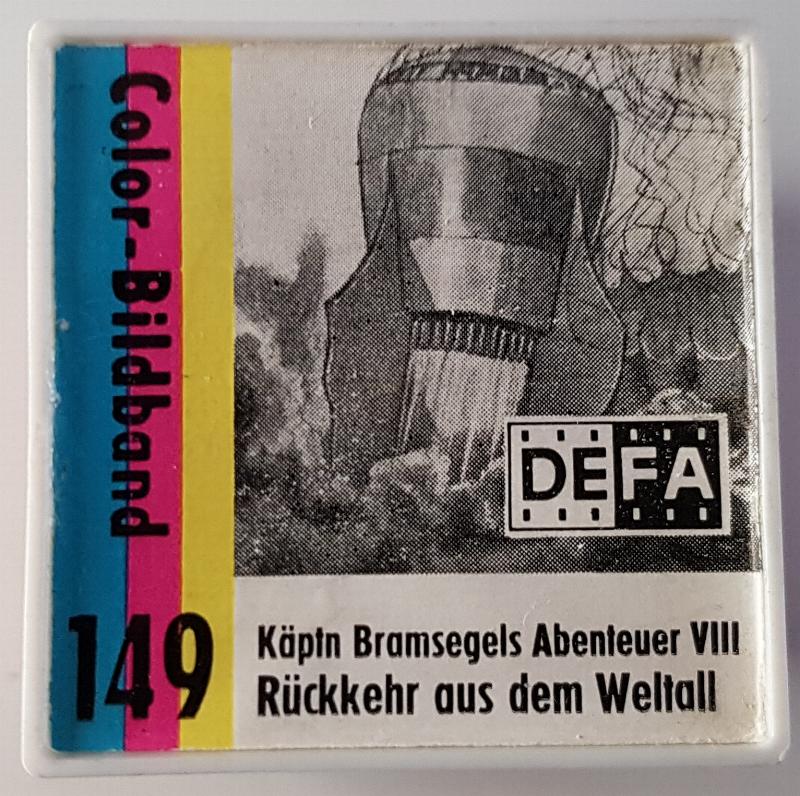 Color-Bildband
149
DEFA
Käptn Bramsegels Abenteuer VIII
Rückkehr aus dem Weltall